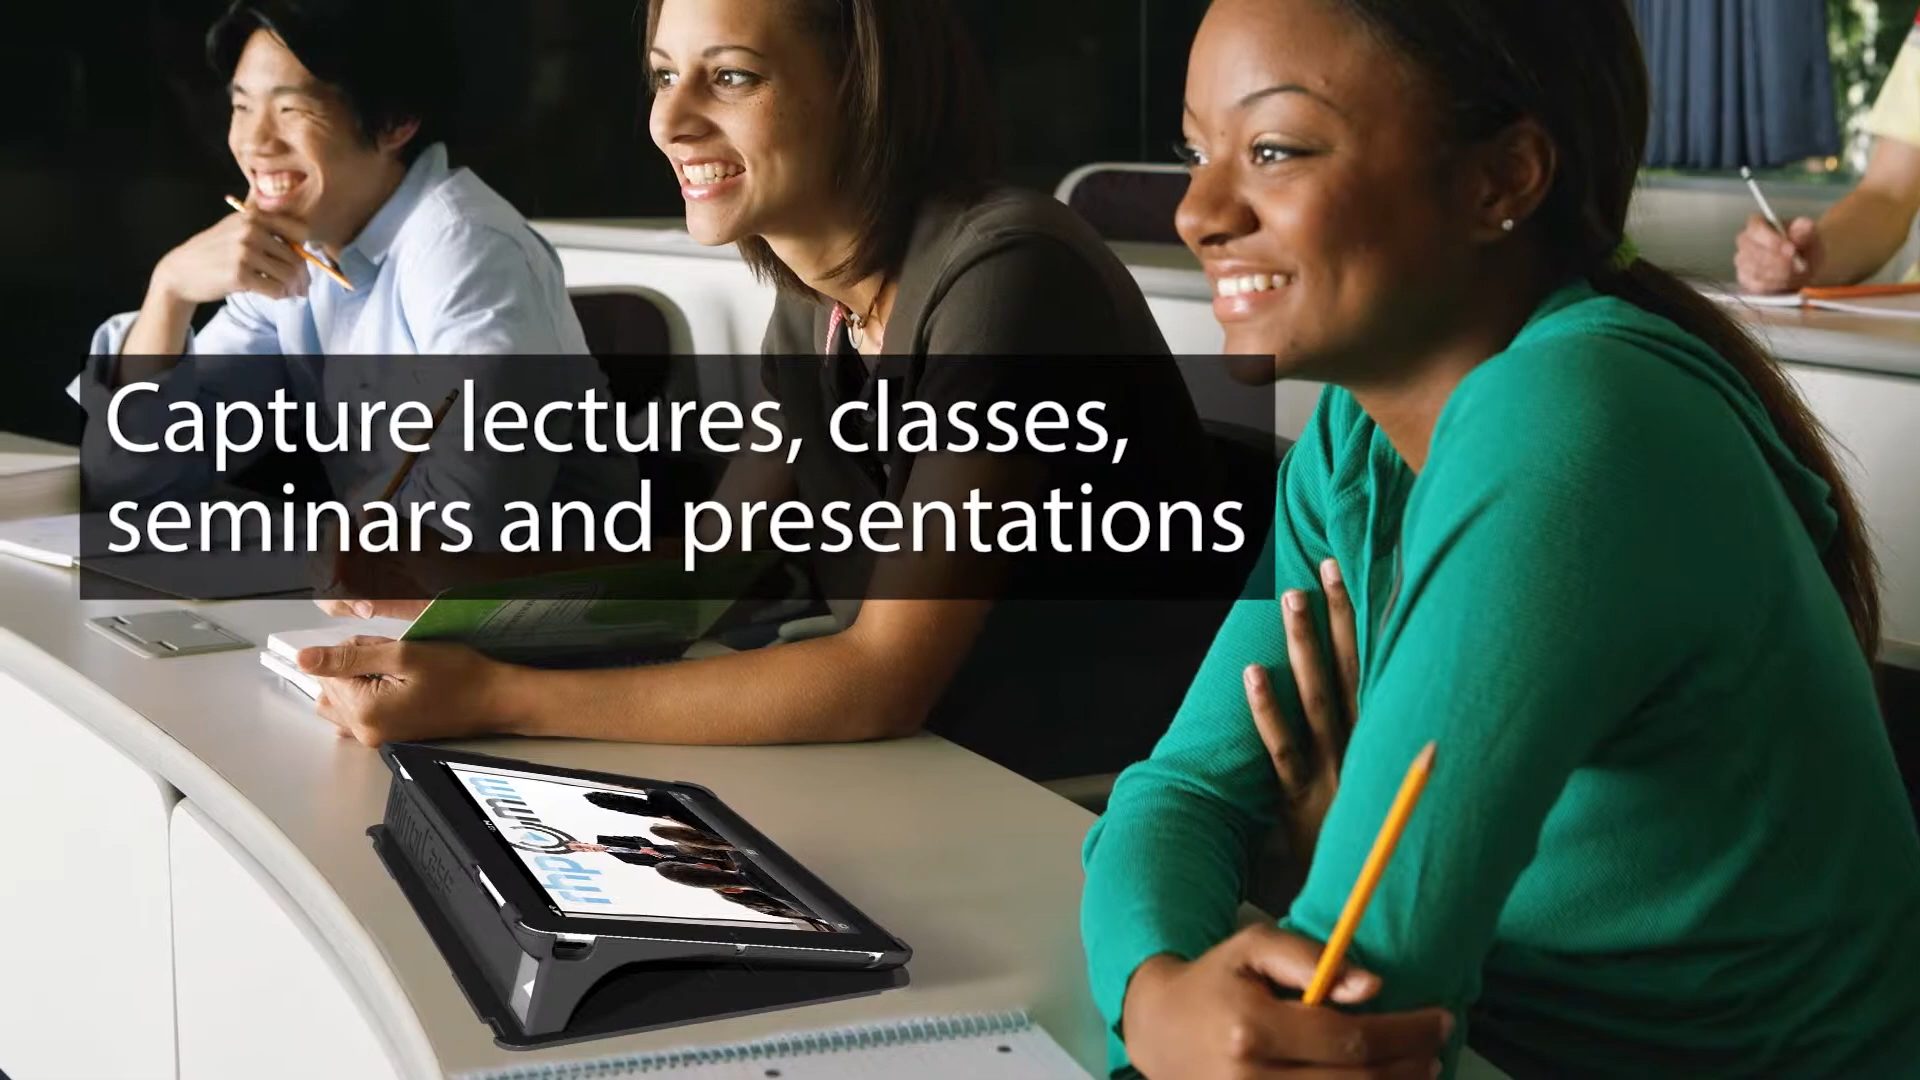 Capture lectures, classes,
seminars and presentations